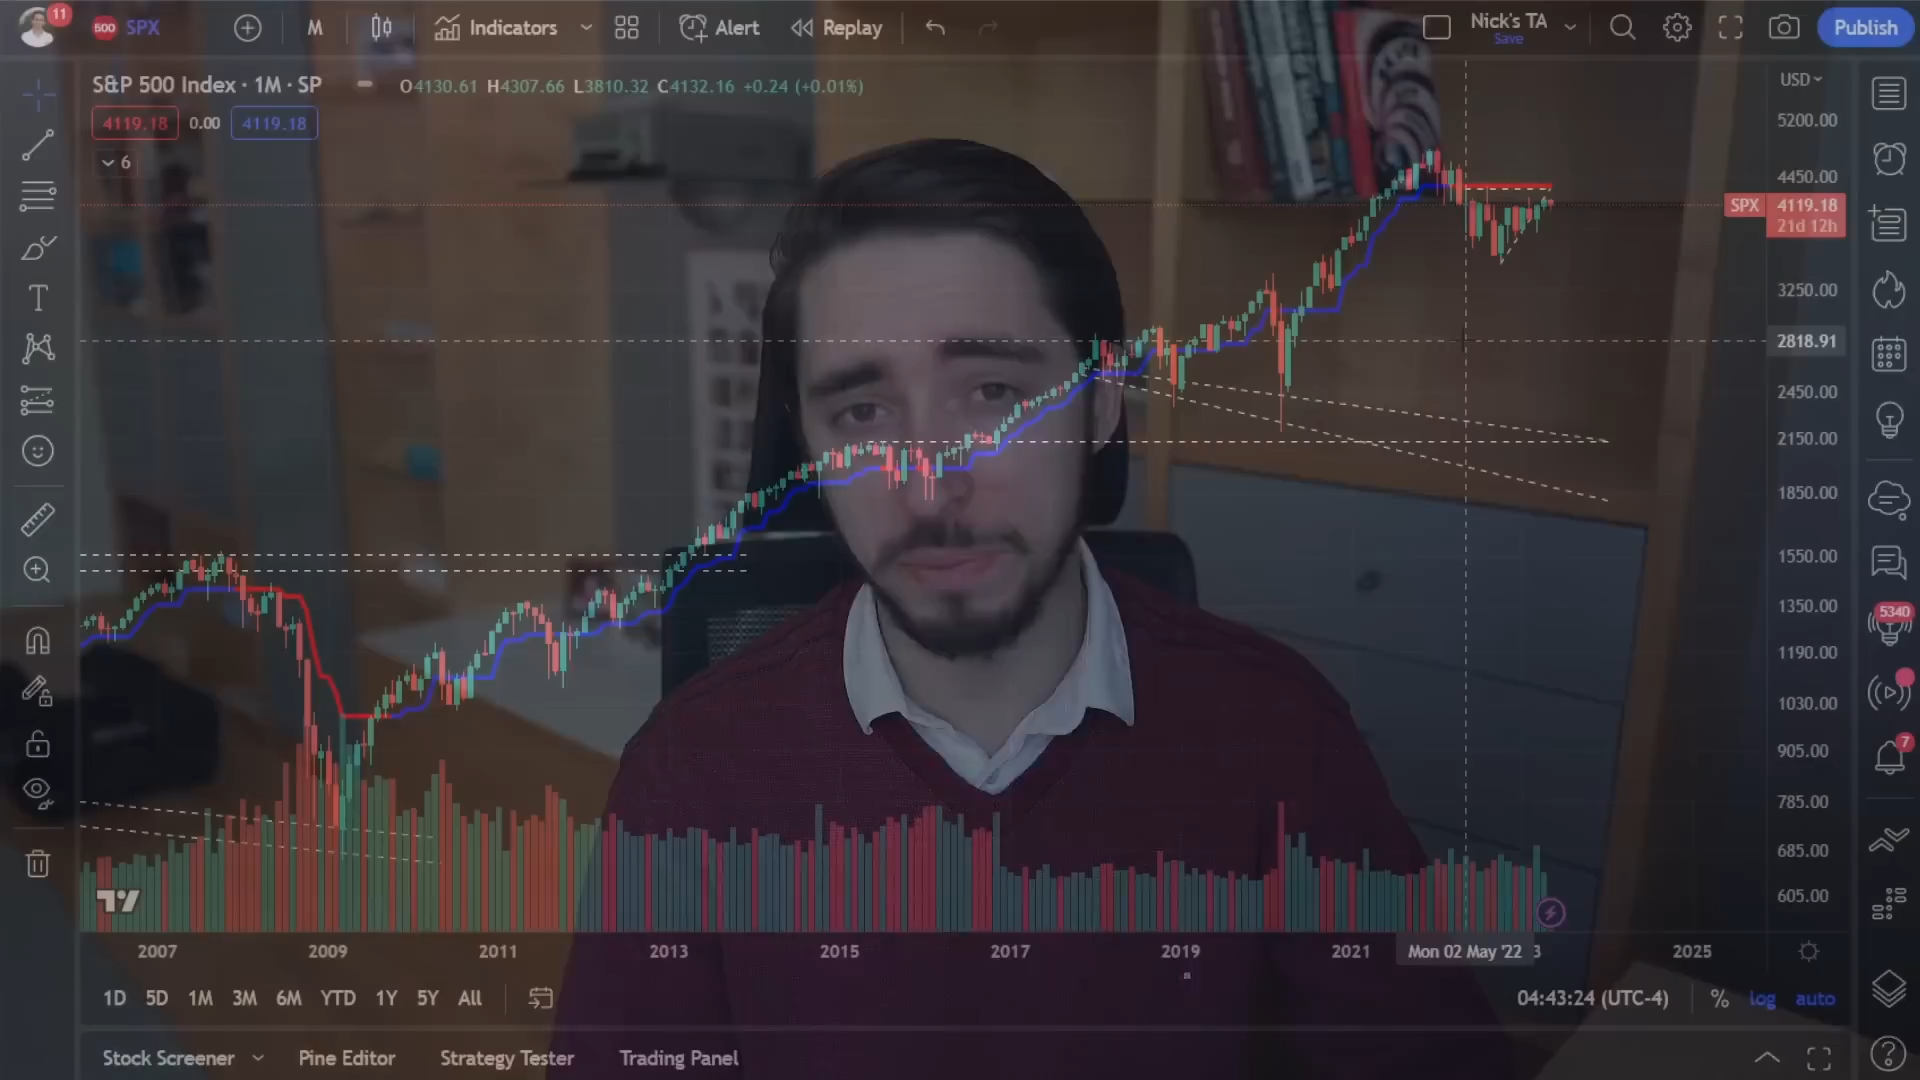 11
500 SPX M Indicators Alert Replay Nick's TA Publish
Save
S&P 500 Index · 1M · SP O4130.61 H4307.66 L3810.32 C4132.16 +0.24 (+0.01%) USD
4119.18 0.00 4119.18
6
5200.00
4450.00
SPX 4119.18
21d 12h
3250.00
2818.91
2450.00
2150.00
1850.00
1550.00
1350.00
5340
1190.00
1030.00
905.00
7
785.00
685.00
605.00
2007 2009 2011 2013 2015 2017 2019 2021 Mon 02 May '22 3 2025
1D 5D 1M 3M 6M YTD 1Y 5Y All 04:43:24 (UTC-4) % log auto
Stock Screener Pine Editor Strategy Tester Trading Panel